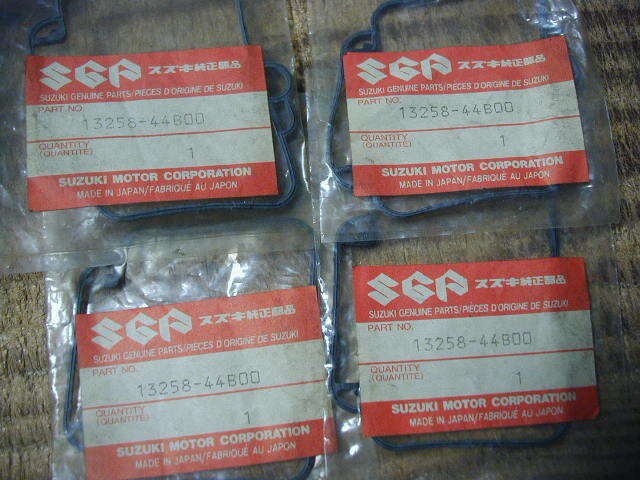 SGP スズキ純正部品
SUZUKI GENUINE PARTS/PIÈCES D'ORIGINE DE SUZUKI
PART NO.
13258-44B00
QUANTITY
(QUANTITÉ)
1
SUZUKI MOTOR CORPORATION
MADE IN JAPAN/FABRIQUÉ AU JAPON
SGP スズキ純正部品
SUZUKI GENUINE PARTS/PIÈCES D'ORIGINE DE SUZUKI
PART NO.
13258-44B00
QUANTITY
(QUANTITÉ)
1
SUZUKI MOTOR CORPORATION
MADE IN JAPAN/FABRIQUÉ AU JAPON
SGP スズキ純正部品
SUZUKI GENUINE PARTS/PIÈCES D'ORIGINE DE SUZUKI
PART NO.
13258-44B00
QUANTITY
(QUANTITÉ)
1
SUZUKI MOTOR CORPORATION
MADE IN JAPAN/FABRIQUÉ AU JAPON
SGP スズキ純正部品
SUZUKI GENUINE PARTS/PIÈCES D'ORIGINE DE SUZUKI
PART NO.
13258-44B00
QUANTITY
(QUANTITÉ)
1
SUZUKI MOTOR CORPORATION
MADE IN JAPAN/FABRIQUÉ AU JAPON